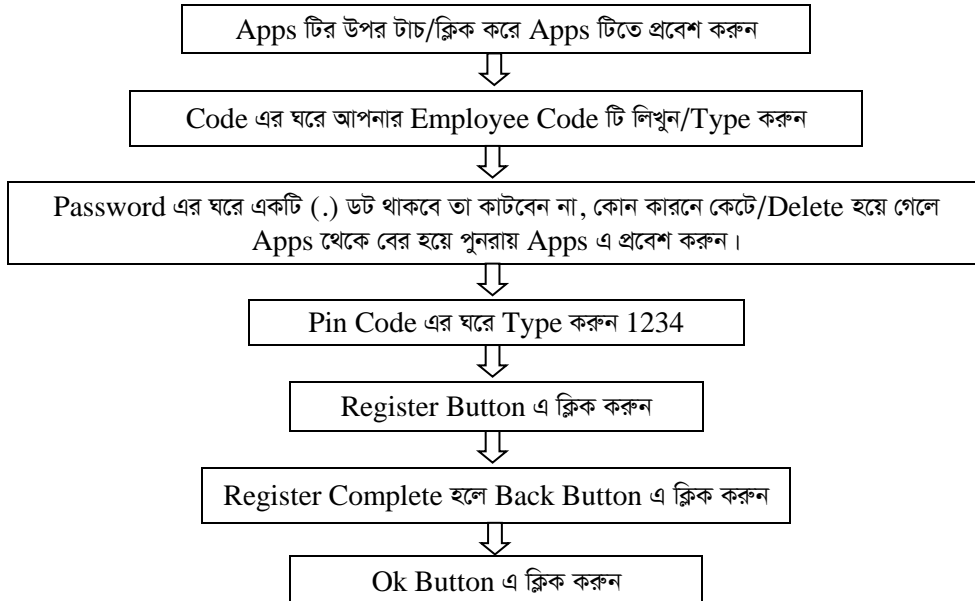 Apps টির উপর টাচ/ক্লিক করে Apps টিতে প্রবেশ করুন
Code এর ঘরে আপনার Employee Code টি লিখুন/Type করুন
Password এর ঘরে একটি (.) ডট থাকবে তা কাটবেন না, কোন কারনে কেটে/Delete হয়ে গেলে
Apps থেকে বের হয়ে পুনরায় Apps এ প্রবেশ করুন।
Pin Code এর ঘরে Type করুন 1234
Register Button এ ক্লিক করুন
Register Complete হলে Back Button এ ক্লিক করুন
Ok Button এ ক্লিক করুন